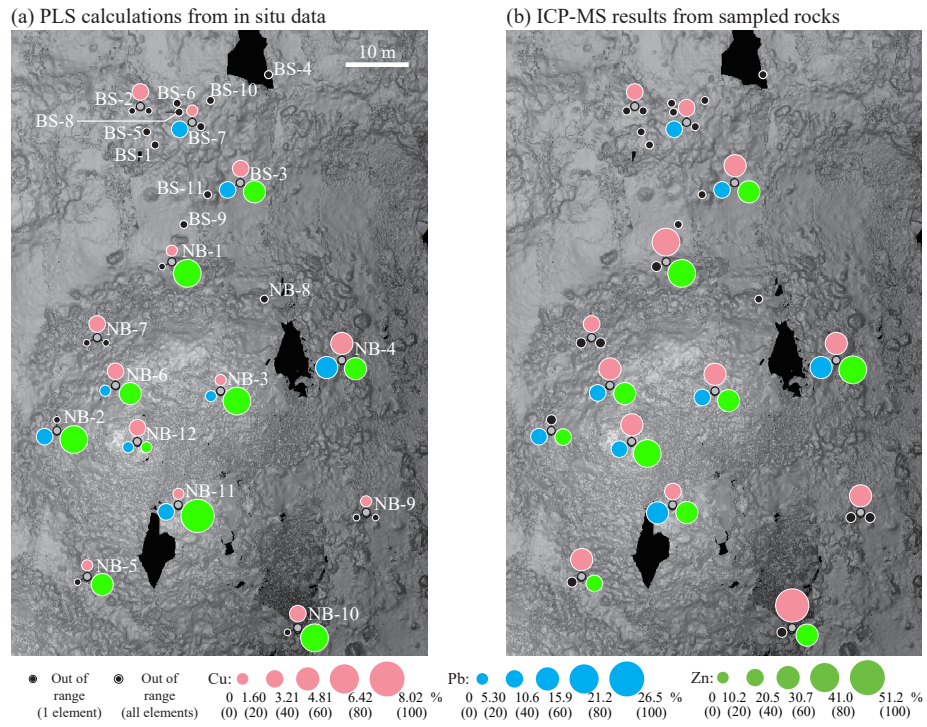 (a) PLS calculations from in situ data
(b) ICP-MS results from sampled rocks
10 m
BS-4
BS-6
BS-10
BS-2
BS-8
BS-7
BS-5
BS-1
BS-3
BS-11
BS-9
NB-1
NB-8
NB-7
NB-4
NB-6
NB-3
NB-2
NB-12
NB-11
NB-9
NB-5
NB-10
Out of
range
(1 element)
Out of
range
(all elements)
Cu:
0 1.60 3.21 4.81 6.42 8.02 %
(0) (20) (40) (60) (80) (100)
Pb:
0 5.30 10.6 15.9 21.2 26.5 %
(0) (20) (40) (60) (80) (100)
Zn:
0 10.2 20.5 30.7 41.0 51.2 %
(0) (20) (40) (60) (80) (100)